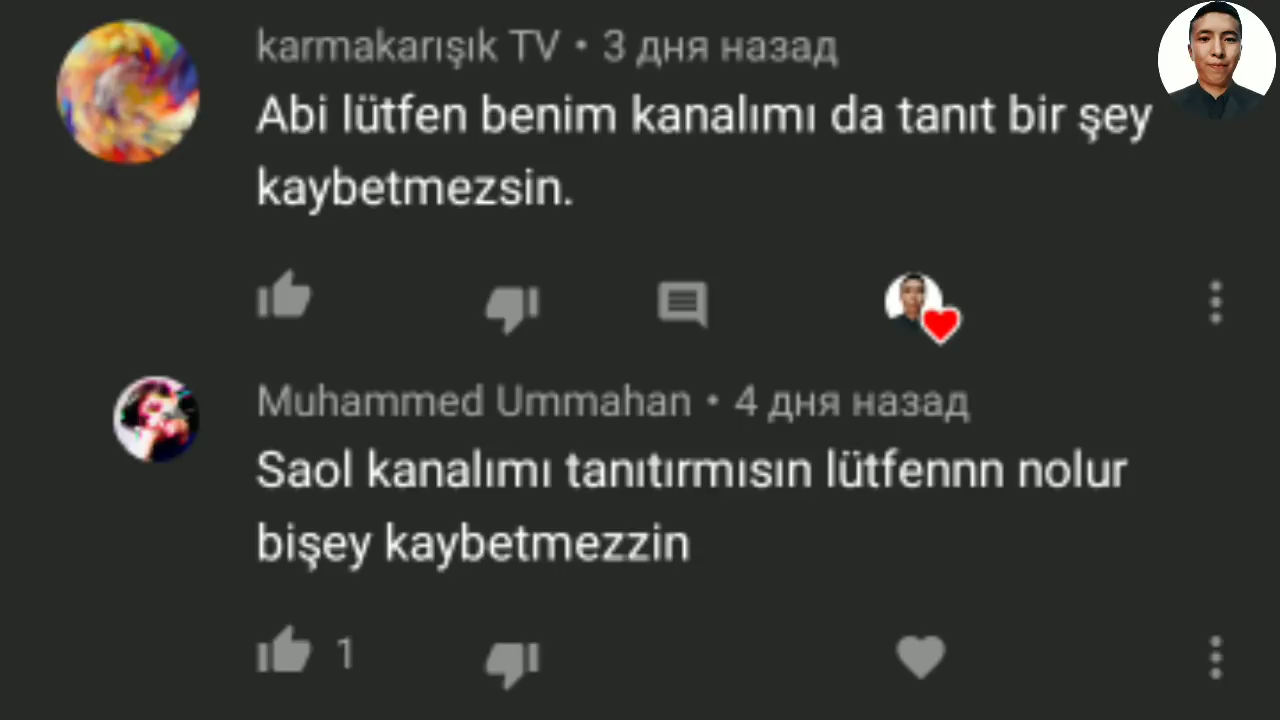 karmakarışık TV • 3 дня назад
Abi lütfen benim kanalımı da tanıt bir şey
kaybetmezsin.
Muhammed Ummahan • 4 дня назад
Saol kanalımı tanıtırmısın lütfennn nolur
bişey kaybetmezzin
1